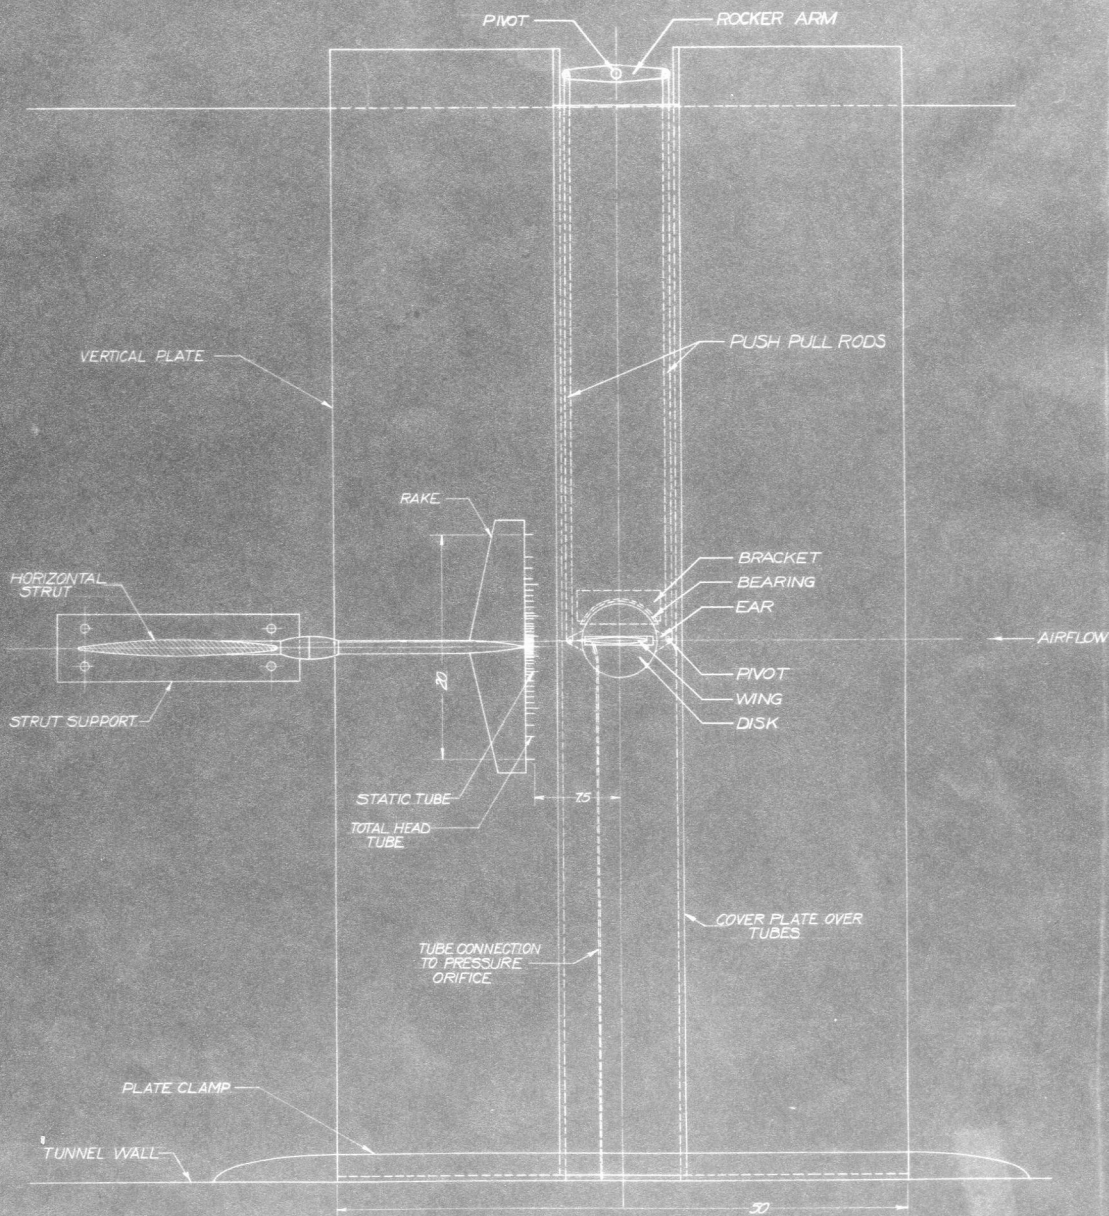 PIVOT
ROCKER ARM
VERTICAL PLATE
PUSH PULL RODS
RAKE
HORIZONTAL
STRUT
BRACKET
BEARING
EAR
AIRFLOW
PIVOT
WING
DISK
20
STRUT SUPPORT
STATIC TUBE
7.5
TOTAL HEAD
TUBE
COVER PLATE OVER
TUBES
TUBE CONNECTION
TO PRESSURE
ORIFICE
PLATE CLAMP
TUNNEL WALL
50